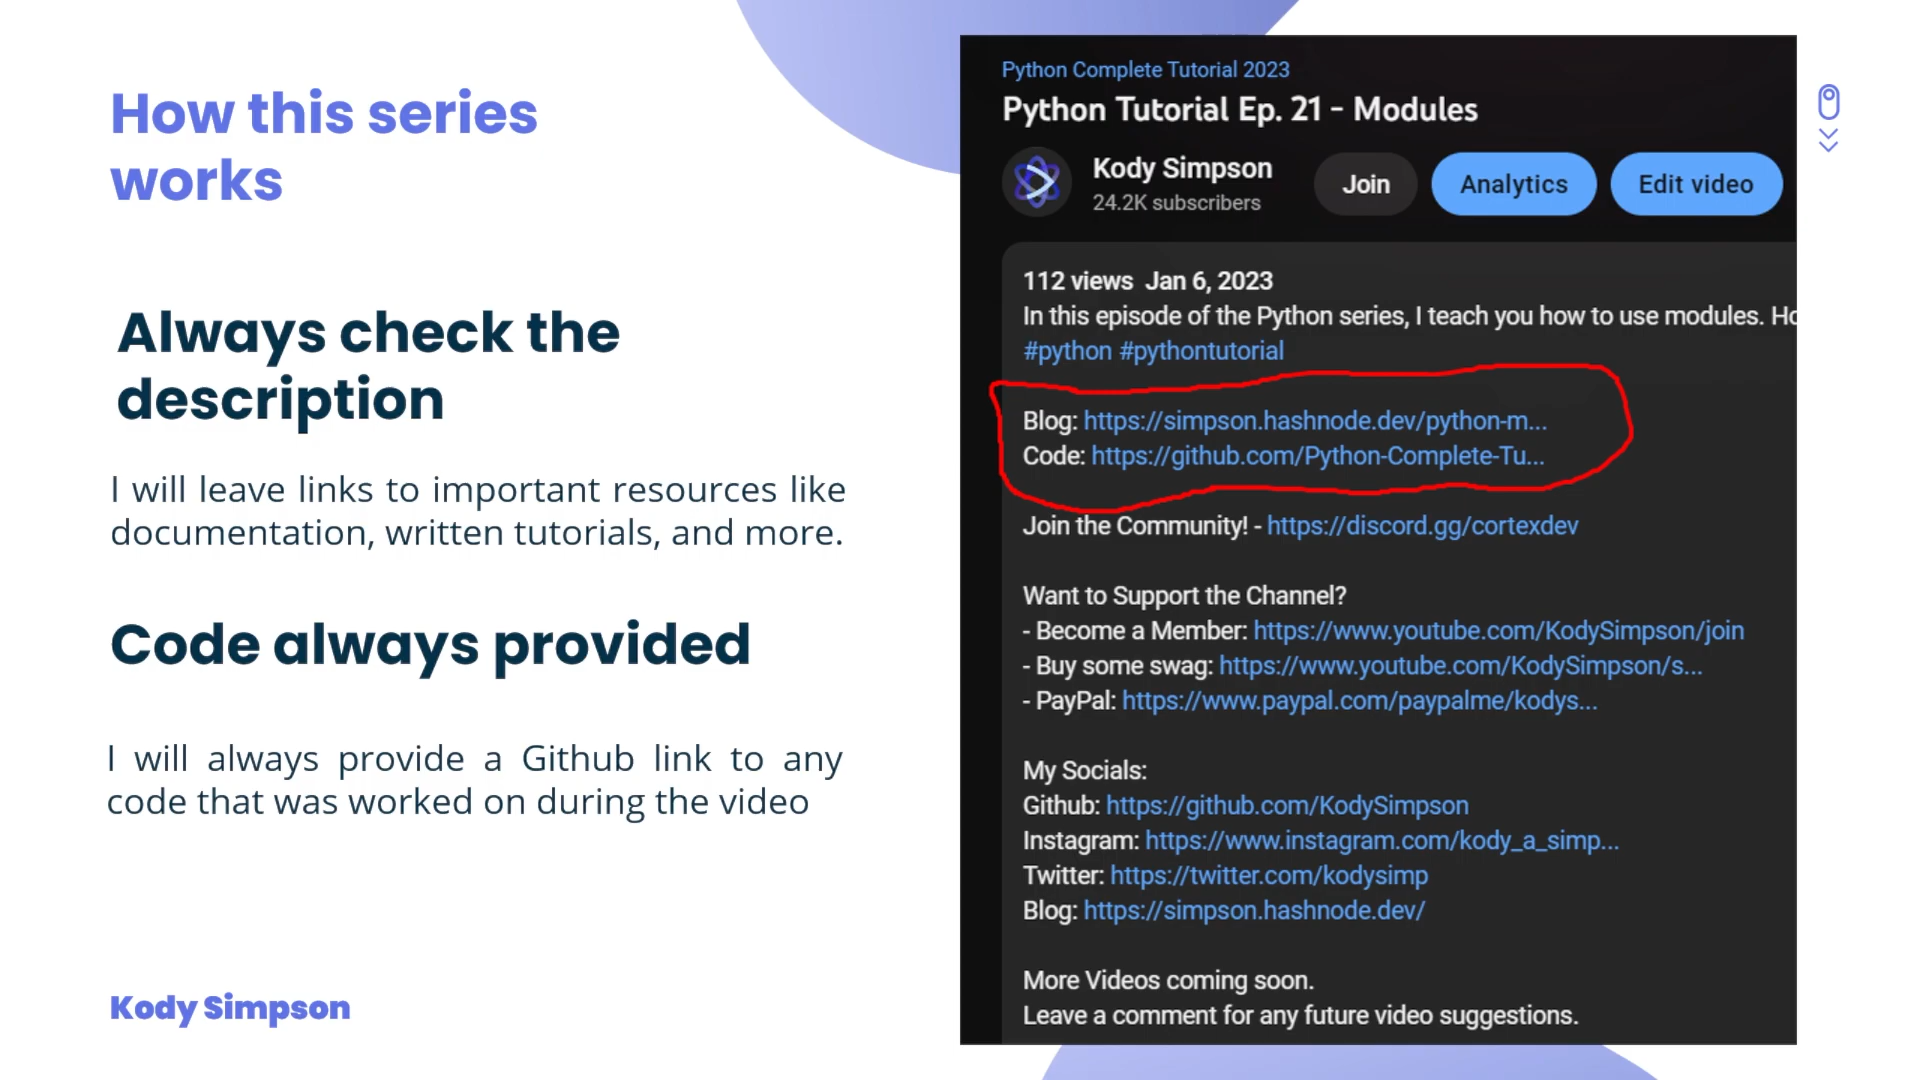 How this series
works
Always check the
description
I will leave links to important resources like
documentation, written tutorials, and more.
Code always provided
I will always provide a Github link to any
code that was worked on during the video
Kody Simpson
Python Complete Tutorial 2023
Python Tutorial Ep. 21 - Modules
Kody Simpson
24.2K subscribers
Join
Analytics
Edit video
112 views Jan 6, 2023
In this episode of the Python series, I teach you how to use modules. Ho
#python #pythontutorial
Blog: https://simpson.hashnode.dev/python-m...
Code: https://github.com/Python-Complete-Tu...
Join the Community! - https://discord.gg/cortexdev
Want to Support the Channel?
- Become a Member: https://www.youtube.com/KodySimpson/join
- Buy some swag: https://www.youtube.com/KodySimpson/s...
- PayPal: https://www.paypal.com/paypalme/kodys...
My Socials:
Github: https://github.com/KodySimpson
Instagram: https://www.instagram.com/kody_a_simp...
Twitter: https://twitter.com/kodysimp
Blog: https://simpson.hashnode.dev/
More Videos coming soon.
Leave a comment for any future video suggestions.